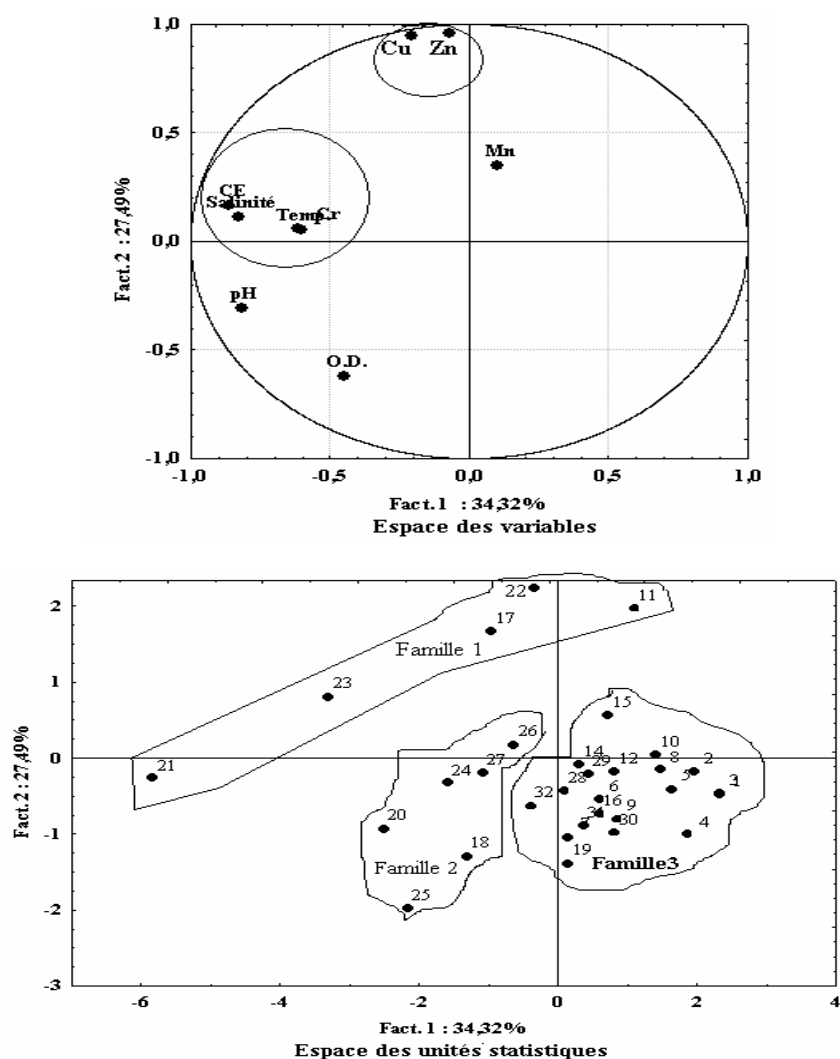 1,0
Cu Zn
0,5
Mn
CE
Salinité
Temp. Cr
0,0
pH
O.D.
-0,5
-1,0
-1,0 -0,5 0,0 0,5 1,0
Fact.2 : 27,49%
Fact.1 : 34,32%
Espace des variables
2
22
11
17
Famille 1
1
23
15
26
10
0
21
14
29
12
8
2
27
24
28
6
5
3
1
32
16
9
20
30
4
-1
18
19
Famille 2
Famille3
25
-2
-3
-6 -4 -2 0 2 4
Fact.2 : 27,49%
Fact.1 : 34,32%
Espace des unités statistiques